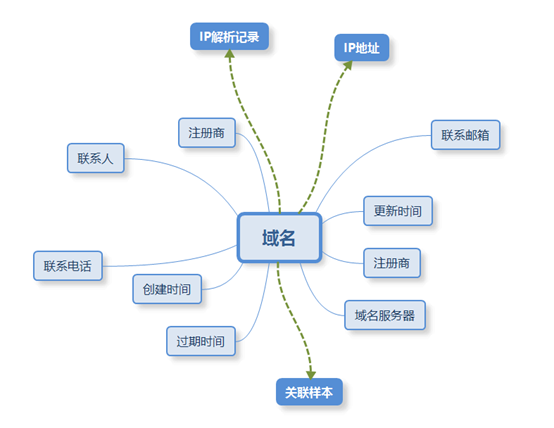 IP解析记录
IP地址
注册商
联系邮箱
联系人
更新时间
域名
联系电话
注册商
创建时间
域名服务器
过期时间
关联样本